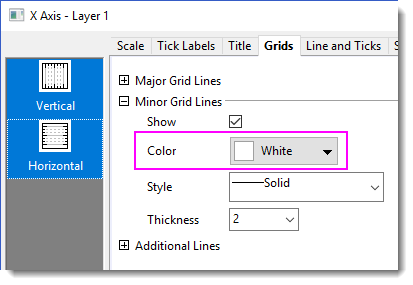 X Axis - Layer 1
Scale Tick Labels Title Grids Line and Ticks S
Major Grid Lines
Minor Grid Lines
Vertical
Show
Color White
Horizontal
Style Solid
Thickness 2
Additional Lines